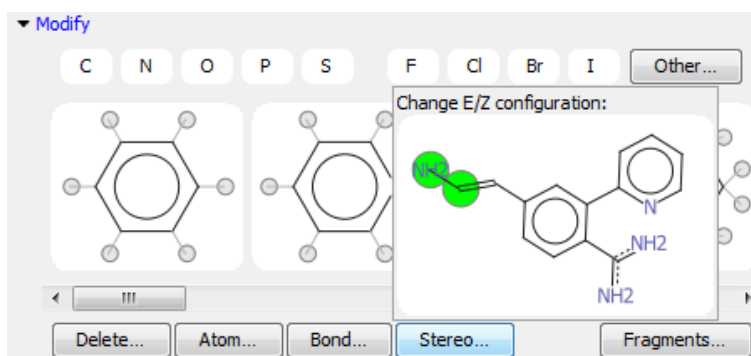 Modify
C N O P S F Cl Br I Other...
Change E/Z configuration:
NH2
N
NH2
NH2
Delete... Atom... Bond... Stereo... Fragments...